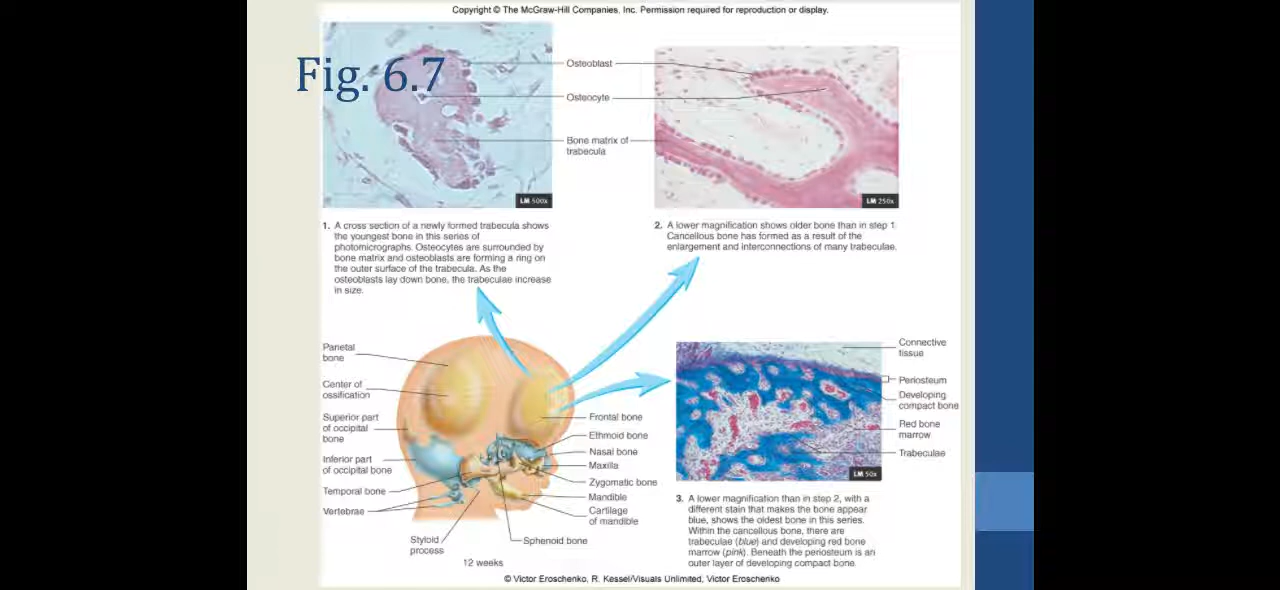 Copyright © The McGraw-Hill Companies, Inc. Permission required for reproduction or display.
Fig. 6.7
Osteoblast
Osteocyte
Bone matrix of
trabecula
LM 500x
LM 250x
1. A cross section of a newly formed trabecula shows
the youngest bone in this series of
photomicrographs. Osteocytes are surrounded by
bone matrix and osteoblasts are forming a ring on
the outer surface of the trabecula. As the
osteoblasts lay down bone, the trabeculae increase
in size.
2. A lower magnification shows older bone than in step 1.
Cancellous bone has formed as a result of the
enlargement and interconnections of many trabeculae.
Parietal
bone
Center of
ossification
Superior part
of occipital
bone
Inferior part
of occipital bone
Temporal bone
Vertebrae
Styloid
process
12 weeks
Sphenoid bone
Frontal bone
Ethmoid bone
Nasal bone
Maxilla
Zygomatic bone
Mandible
Cartilage
of mandible
Connective
tissue
Periosteum
Developing
compact bone
Red bone
marrow
Trabeculae
LM 50x
3. A lower magnification than in step 2, with a
different stain that makes the bone appear
blue, shows the oldest bone in this series.
Within the cancellous bone, there are
trabeculae (blue) and developing red bone
marrow (pink). Beneath the periosteum is an
outer layer of developing compact bone.
© Victor Eroschenko, R. Kessel/Visuals Unlimited, Victor Eroschenko